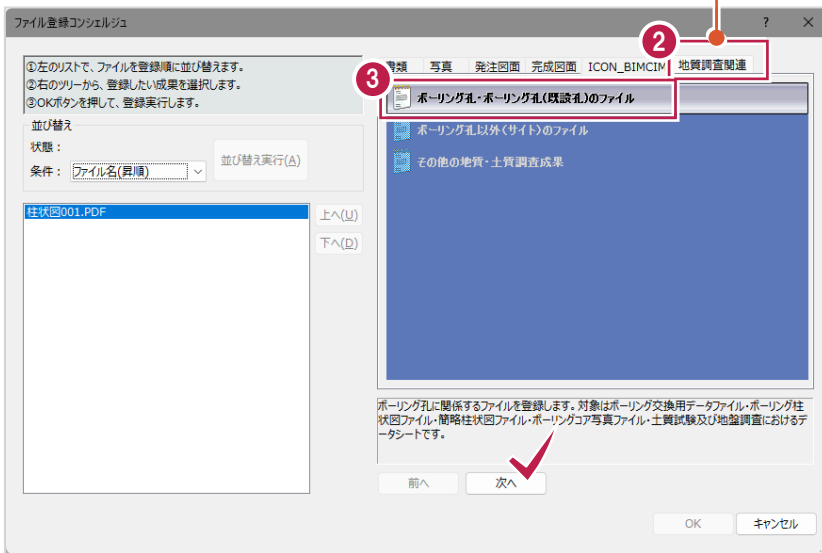 ファイル登録コンシェルジュ
? ×
①左のリストで、ファイルを登録順に並び替えます。
②右のツリーから、登録したい成果を選択します。
③OKボタンを押して、登録実行します。
並び替え
状態：
条件： ファイル名(昇順)
並び替え実行(A)
柱状図001.PDF
上へ(U)
下へ(D)
2
類 写真 発注図面 完成図面 ICON_BIMCIM 地質調査関連
3
ボーリング孔・ボーリング孔(既設孔)のファイル
ボーリング孔以外(サイト)のファイル
その他の地質・土質調査成果
ボーリング孔に関係するファイルを登録します。対象はボーリング交換用データファイル・ボーリング柱
状図ファイル・簡略柱状図ファイル・ボーリングコア写真ファイル・土質試験及び地盤調査におけるデ
ータシートです。
前へ 次へ
OK キャンセル